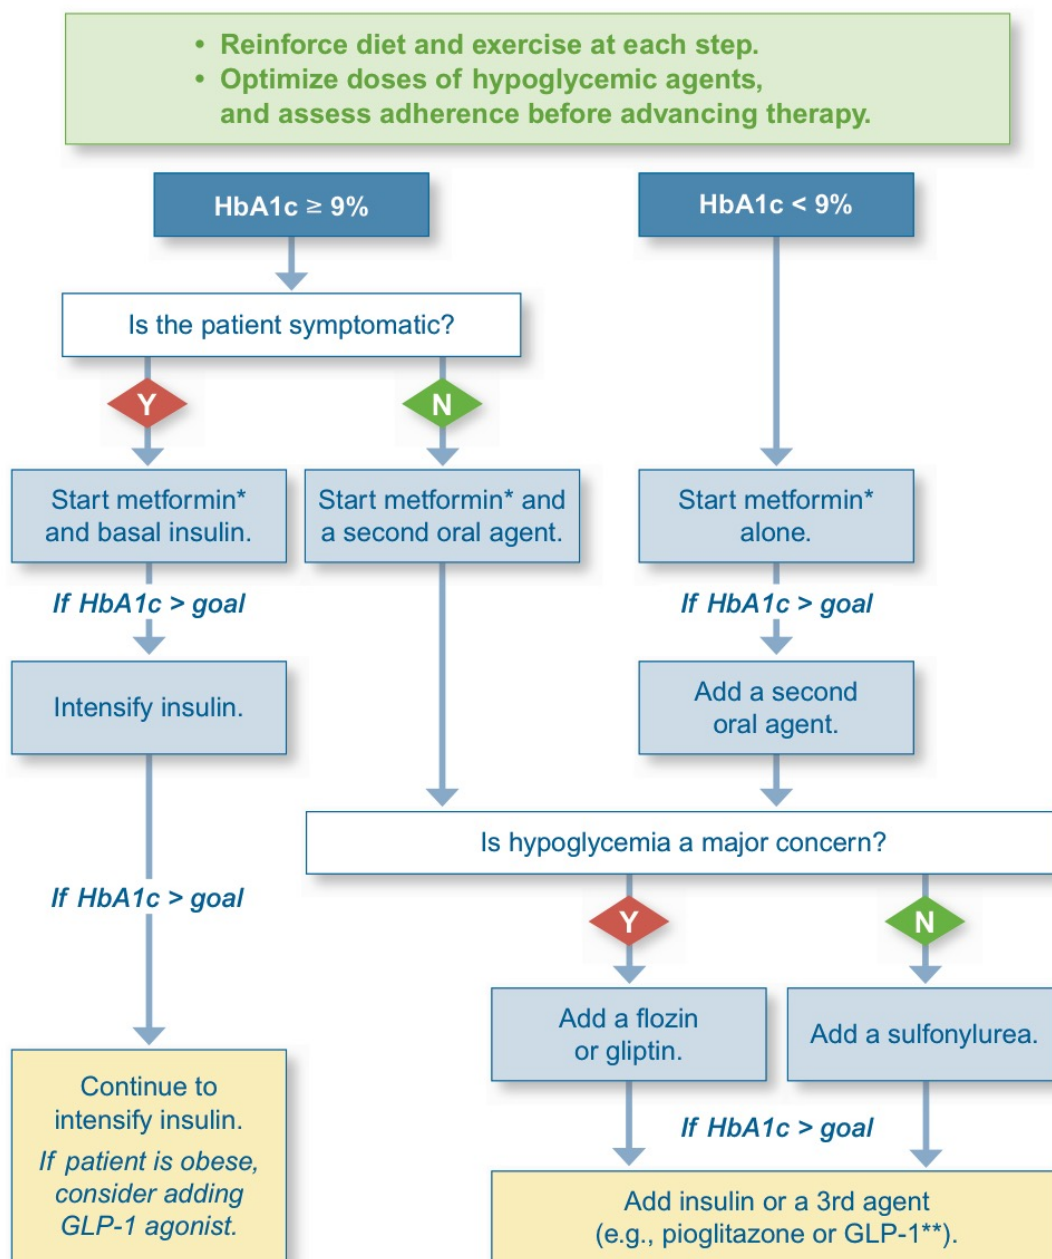 • Reinforce diet and exercise at each step.
• Optimize doses of hypoglycemic agents,
and assess adherence before advancing therapy.
HbA1c ≥ 9%
HbA1c < 9%
Is the patient symptomatic?
Y
N
Start metformin*
and basal insulin.
Start metformin* and
a second oral agent.
Start metformin*
alone.
If HbA1c > goal
If HbA1c > goal
Intensify insulin.
Add a second
oral agent.
Is hypoglycemia a major concern?
If HbA1c > goal
Y
N
Add a flozin
or gliptin.
Add a sulfonylurea.
Continue to
intensify insulin.
If patient is obese,
consider adding
GLP-1 agonist.
If HbA1c > goal
Add insulin or a 3rd agent
(e.g., pioglitazone or GLP-1**).